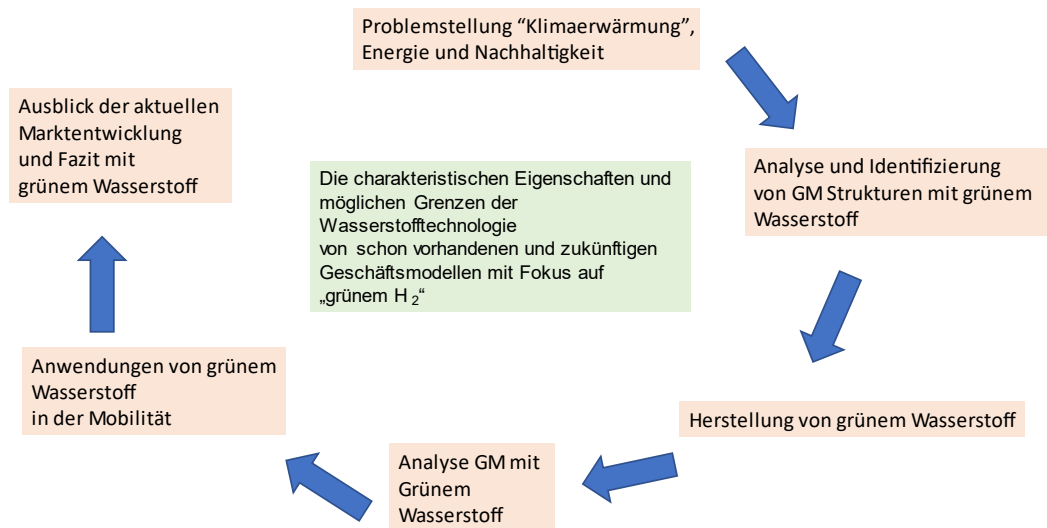 Problemstellung “Klimaerwärmung”,
Energie und Nachhaltigkeit
Analyse und Identifizierung
von GM Strukturen mit grünem
Wasserstoff
Herstellung von grünem Wasserstoff
Analyse GM mit
Grünem
Wasserstoff
Anwendungen von grünem
Wasserstoff
in der Mobilität
Ausblick der aktuellen
Marktentwicklung
und Fazit mit
grünem Wasserstoff
Die charakteristischen Eigenschaften und
möglichen Grenzen der
Wasserstofftechnologie
von schon vorhandenen und zukünftigen
Geschäftsmodellen mit Fokus auf
„grünem H₂“